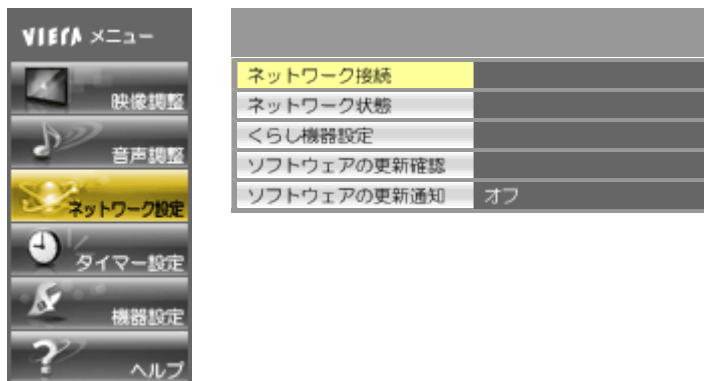 VIERA メニュー
映像調整
音声調整
ネットワーク設定
タイマー設定
機器設定
ヘルプ
ネットワーク接続
ネットワーク状態
くらし機器設定
ソフトウェアの更新確認
ソフトウェアの更新通知 オフ